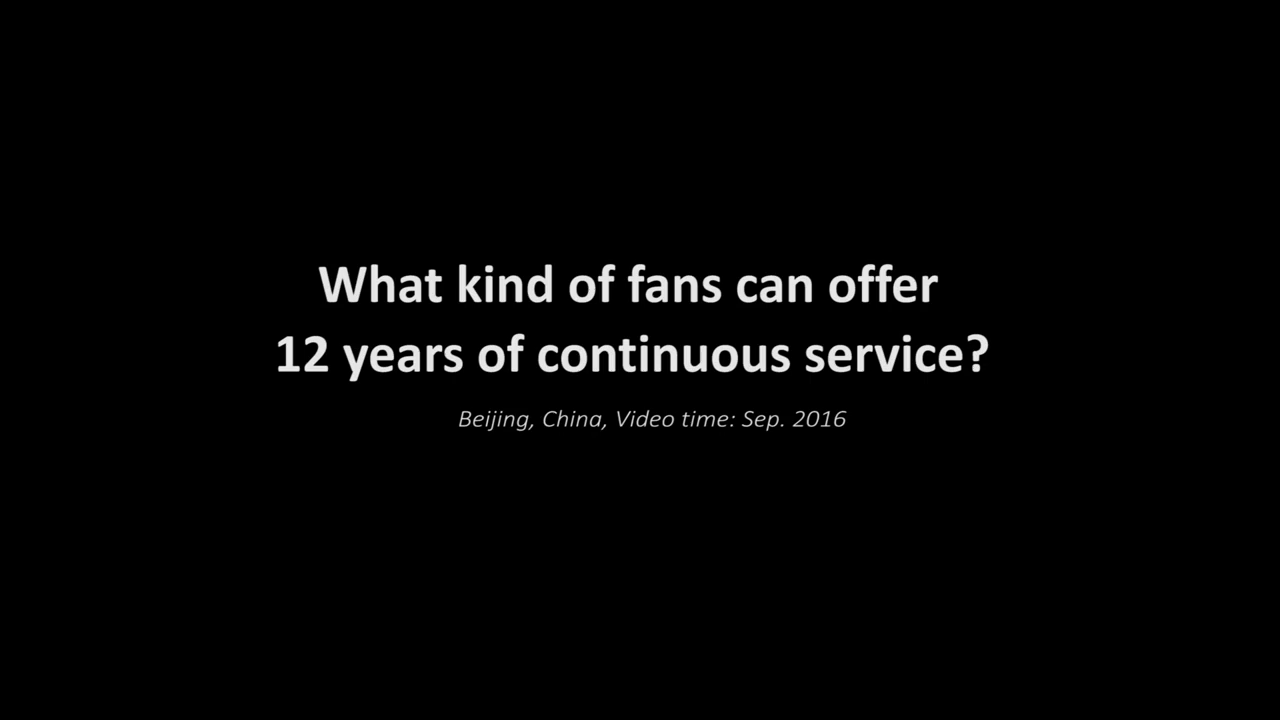 What kind of fans can offer
12 years of continuous service?
Beijing, China, Video time: Sep. 2016